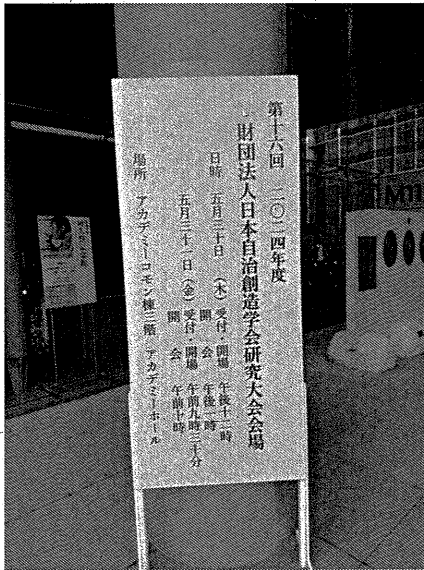 第十六回 二〇二四年度
財団法人日本自治創造学会研究大会会場
日時 五月三十日 (木) 受付・開場 午後十二時
開会 午後一時
五月三十一日 (金) 受付・開場 午前九時三十分
開会 午前十時
場所 アカデミーコモン棟三階 アカデミーホール